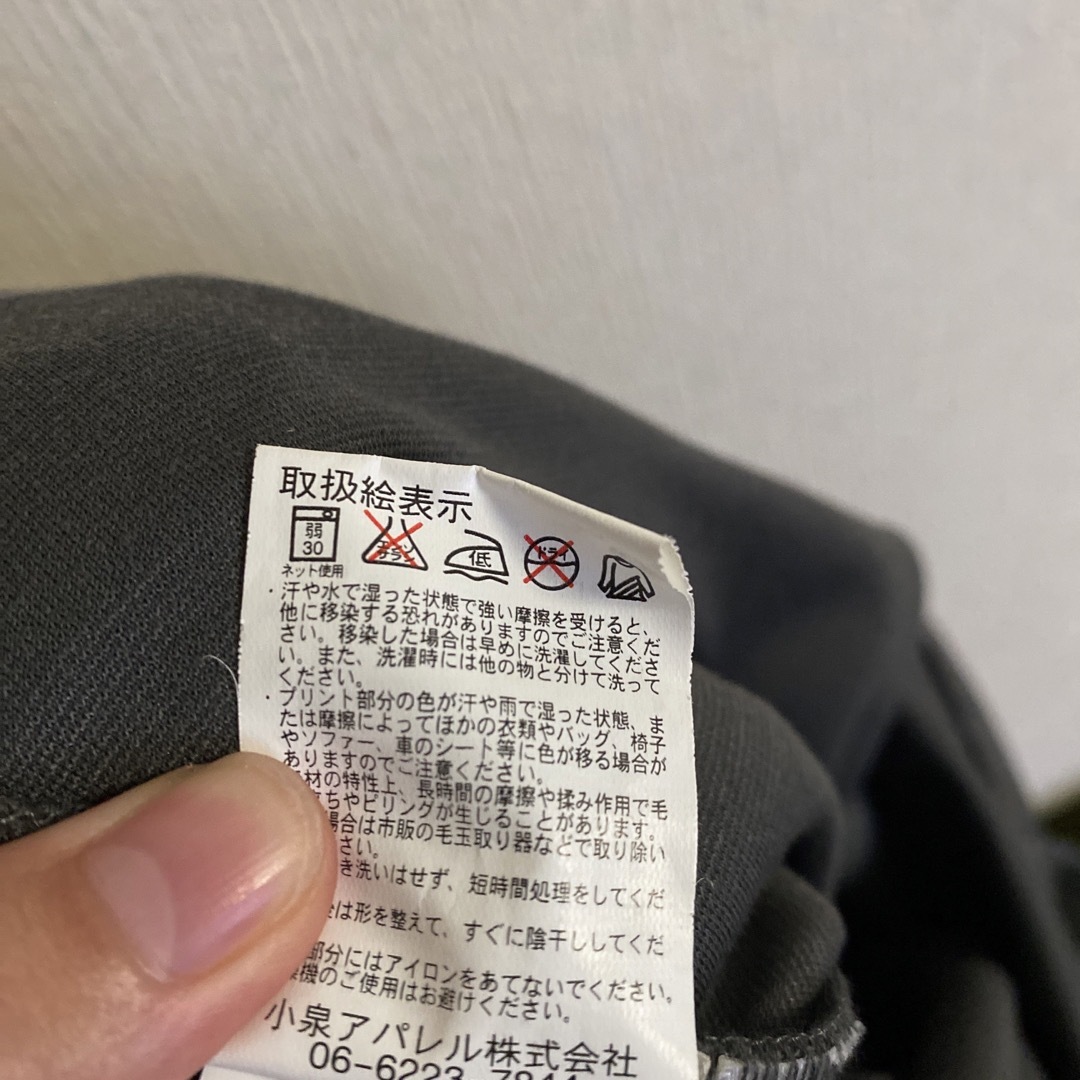 取扱絵表示
弱
30
エンソ
サラシ
低
ドライ
ネット使用
・汗や水で湿った状態で強い摩擦を受けると、
他に移染する恐れがありますのでご注意くだ
さい。移染した場合は早めに洗濯してくださ
い。また、洗濯時には他の物と分けて洗って
ください。
・プリント部分の色が汗や雨で湿った状態、ま
たは摩擦によってほかの衣類やバッグ、椅子
やソファー、車のシート等に色が移る場合が
ありますのでご注意ください。
材の特性上、長時間の摩擦や揉み作用で毛
立ちやピリングが生じることがあります。
場合は市販の毛玉取り器などで取り除い
さい。
き洗いはせず、短時間処理をしてくだ
は形を整えて、すぐに陰干ししてくだ
部分にはアイロンをあてないでください。
機のご使用はお避けください。
小泉アパレル株式会社
06-6223-7844